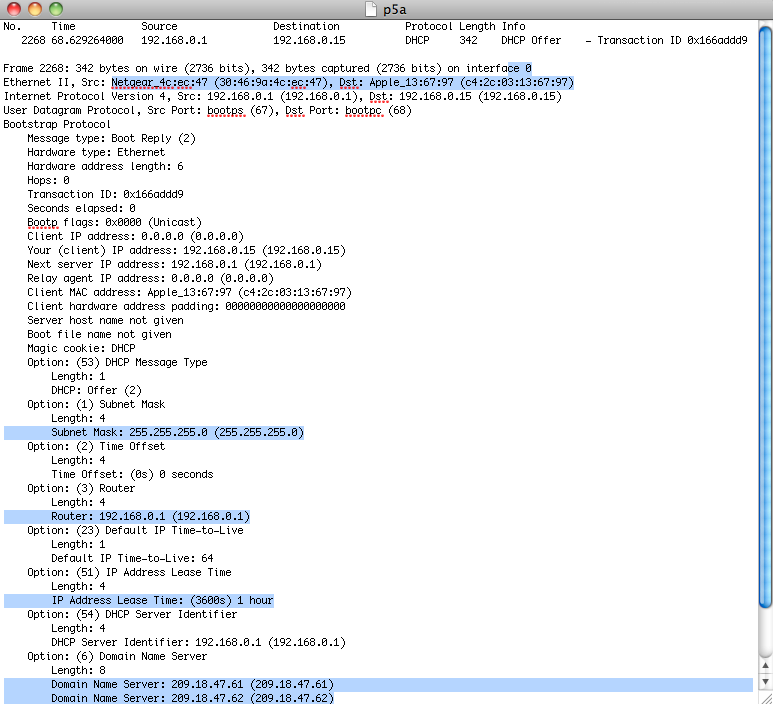 p5a
No. Time Source Destination Protocol Length Info
2268 68.629264000 192.168.0.1 192.168.0.15 DHCP 342 DHCP Offer - Transaction ID 0x166addd9
Frame 2268: 342 bytes on wire (2736 bits), 342 bytes captured (2736 bits) on interface 0
Ethernet II, Src: Netgear_4c:ec:47 (30:46:9a:4c:ec:47), Dst: Apple_13:67:97 (c4:2c:03:13:67:97)
Internet Protocol Version 4, Src: 192.168.0.1 (192.168.0.1), Dst: 192.168.0.15 (192.168.0.15)
User Datagram Protocol, Src Port: bootps (67), Dst Port: bootpc (68)
Bootstrap Protocol
Message type: Boot Reply (2)
Hardware type: Ethernet
Hardware address length: 6
Hops: 0
Transaction ID: 0x166addd9
Seconds elapsed: 0
Bootp flags: 0x0000 (Unicast)
Client IP address: 0.0.0.0 (0.0.0.0)
Your (client) IP address: 192.168.0.15 (192.168.0.15)
Next server IP address: 192.168.0.1 (192.168.0.1)
Relay agent IP address: 0.0.0.0 (0.0.0.0)
Client MAC address: Apple_13:67:97 (c4:2c:03:13:67:97)
Client hardware address padding: 00000000000000000000
Server host name not given
Boot file name not given
Magic cookie: DHCP
Option: (53) DHCP Message Type
Length: 1
DHCP: Offer (2)
Option: (1) Subnet Mask
Length: 4
Subnet Mask: 255.255.255.0 (255.255.255.0)
Option: (2) Time Offset
Length: 4
Time Offset: (0s) 0 seconds
Option: (3) Router
Length: 4
Router: 192.168.0.1 (192.168.0.1)
Option: (23) Default IP Time-to-Live
Length: 1
Default IP Time-to-Live: 64
Option: (51) IP Address Lease Time
Length: 4
IP Address Lease Time: (3600s) 1 hour
Option: (54) DHCP Server Identifier
Length: 4
DHCP Server Identifier: 192.168.0.1 (192.168.0.1)
Option: (6) Domain Name Server
Length: 8
Domain Name Server: 209.18.47.61 (209.18.47.61)
Domain Name Server: 209.18.47.62 (209.18.47.62)